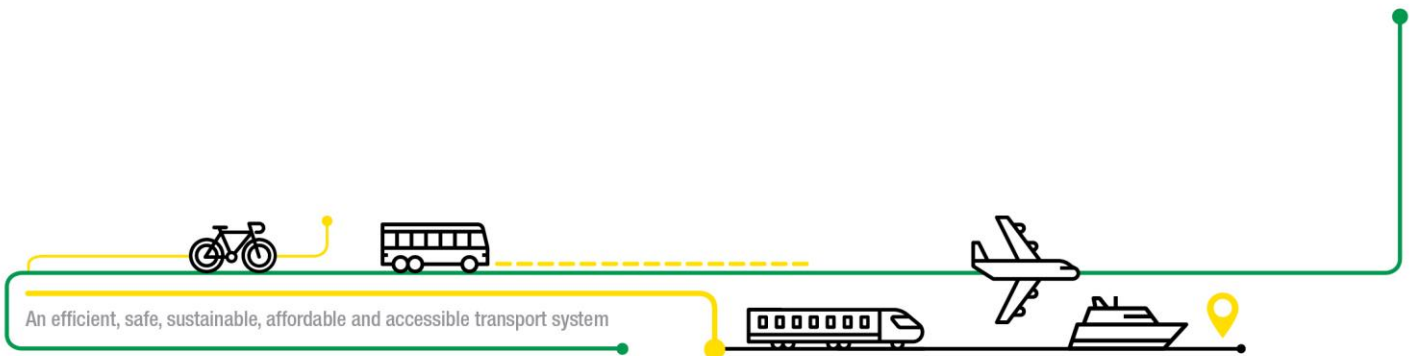 An efficient, safe, sustainable, affordable and accessible transport system